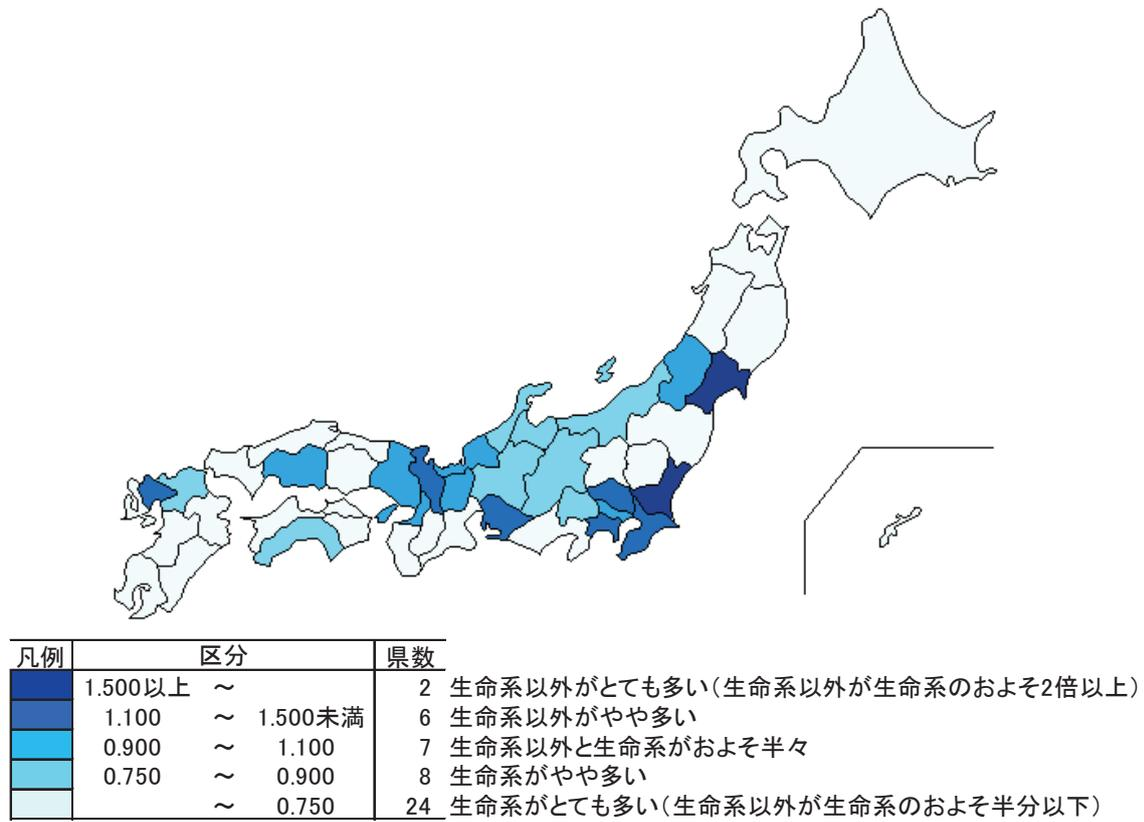 凡例 区分 県数
1.500以上 ～ 2 生命系以外がとても多い（生命系以外が生命系のおよそ2倍以上）
1.100 ～ 1.500未満 6 生命系以外がやや多い
0.900 ～ 1.100 7 生命系以外と生命系がおよそ半々
0.750 ～ 0.900 8 生命系がやや多い
～ 0.750 24 生命系がとても多い（生命系以外が生命系のおよそ半分以下）